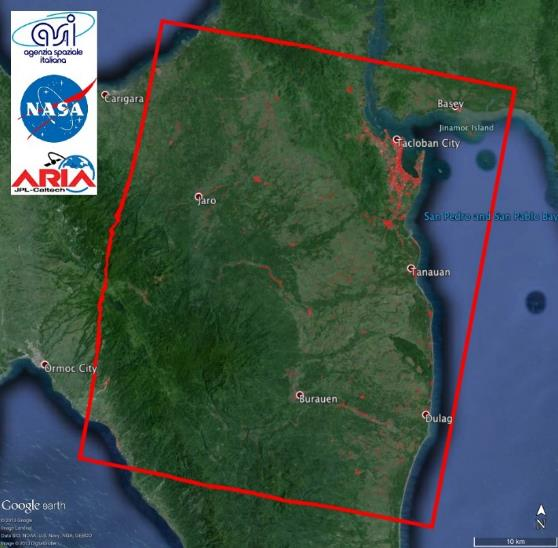 asi
agenzia spaziale
italiana
NASA
ARIA
JPL-Caltech
Carigara
Basey
Jinamoc Island
Tacloban City
Jaro
San Pedro and San Pablo Bay
Tanauan
Ormoc City
Burauen
Dulag
Google earth
© 2013 Google
Image Landsat
Data SIO, NOAA, U.S. Navy, NGA, GEBCO
Image © 2013 DigitalGlobe
N
10 km